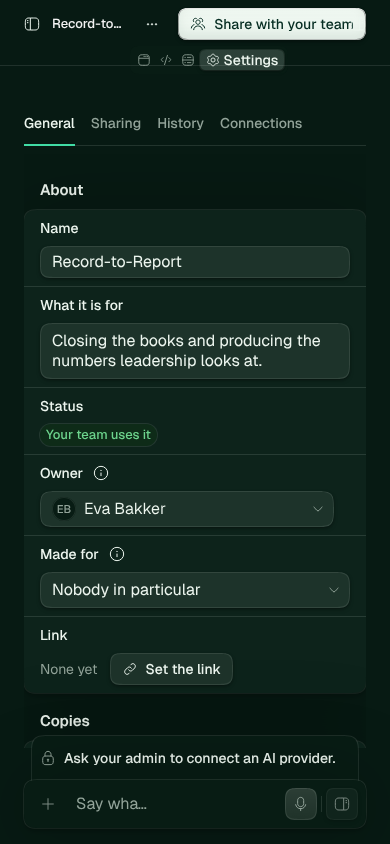 Record-to...
Share with your team
Settings
General Sharing History Connections
About
Name
Record-to-Report
What it is for
Closing the books and producing the
numbers leadership looks at.
Status
Your team uses it
Owner
EB Eva Bakker
Made for
Nobody in particular
Link
None yet Set the link
Copies
Ask your admin to connect an AI provider.
Say wha...